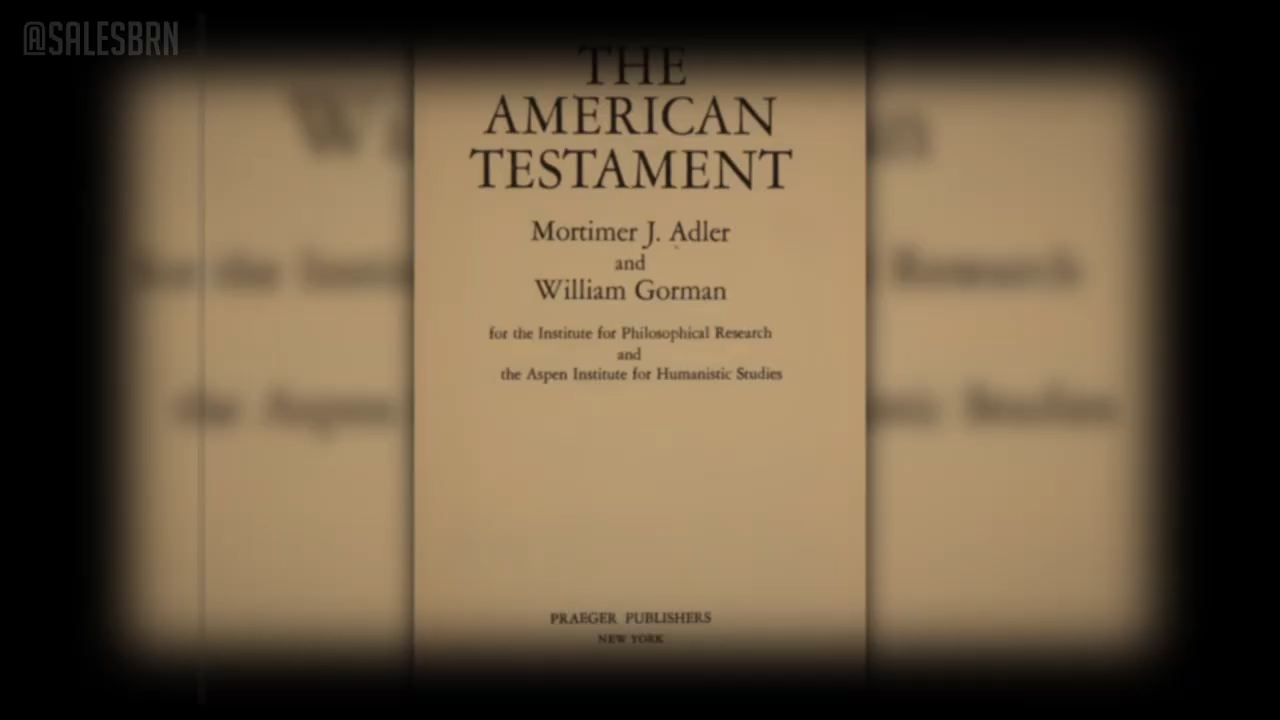 @SALESBRN
THE
AMERICAN
TESTAMENT
Mortimer J. Adler
and
William Gorman
for the Institute for Philosophical Research
and
the Aspen Institute for Humanistic Studies
PRAEGER PUBLISHERS
NEW YORK